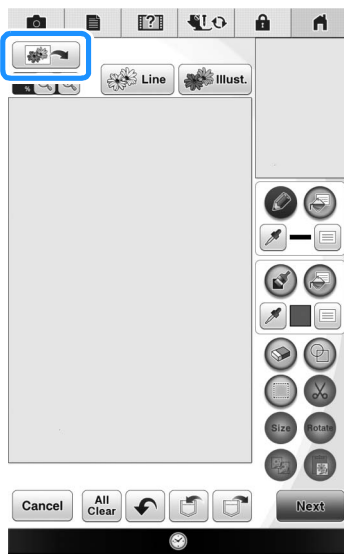 [?]
%
Line
Illust.
Size
Rotate
Cancel
All
Clear
Next